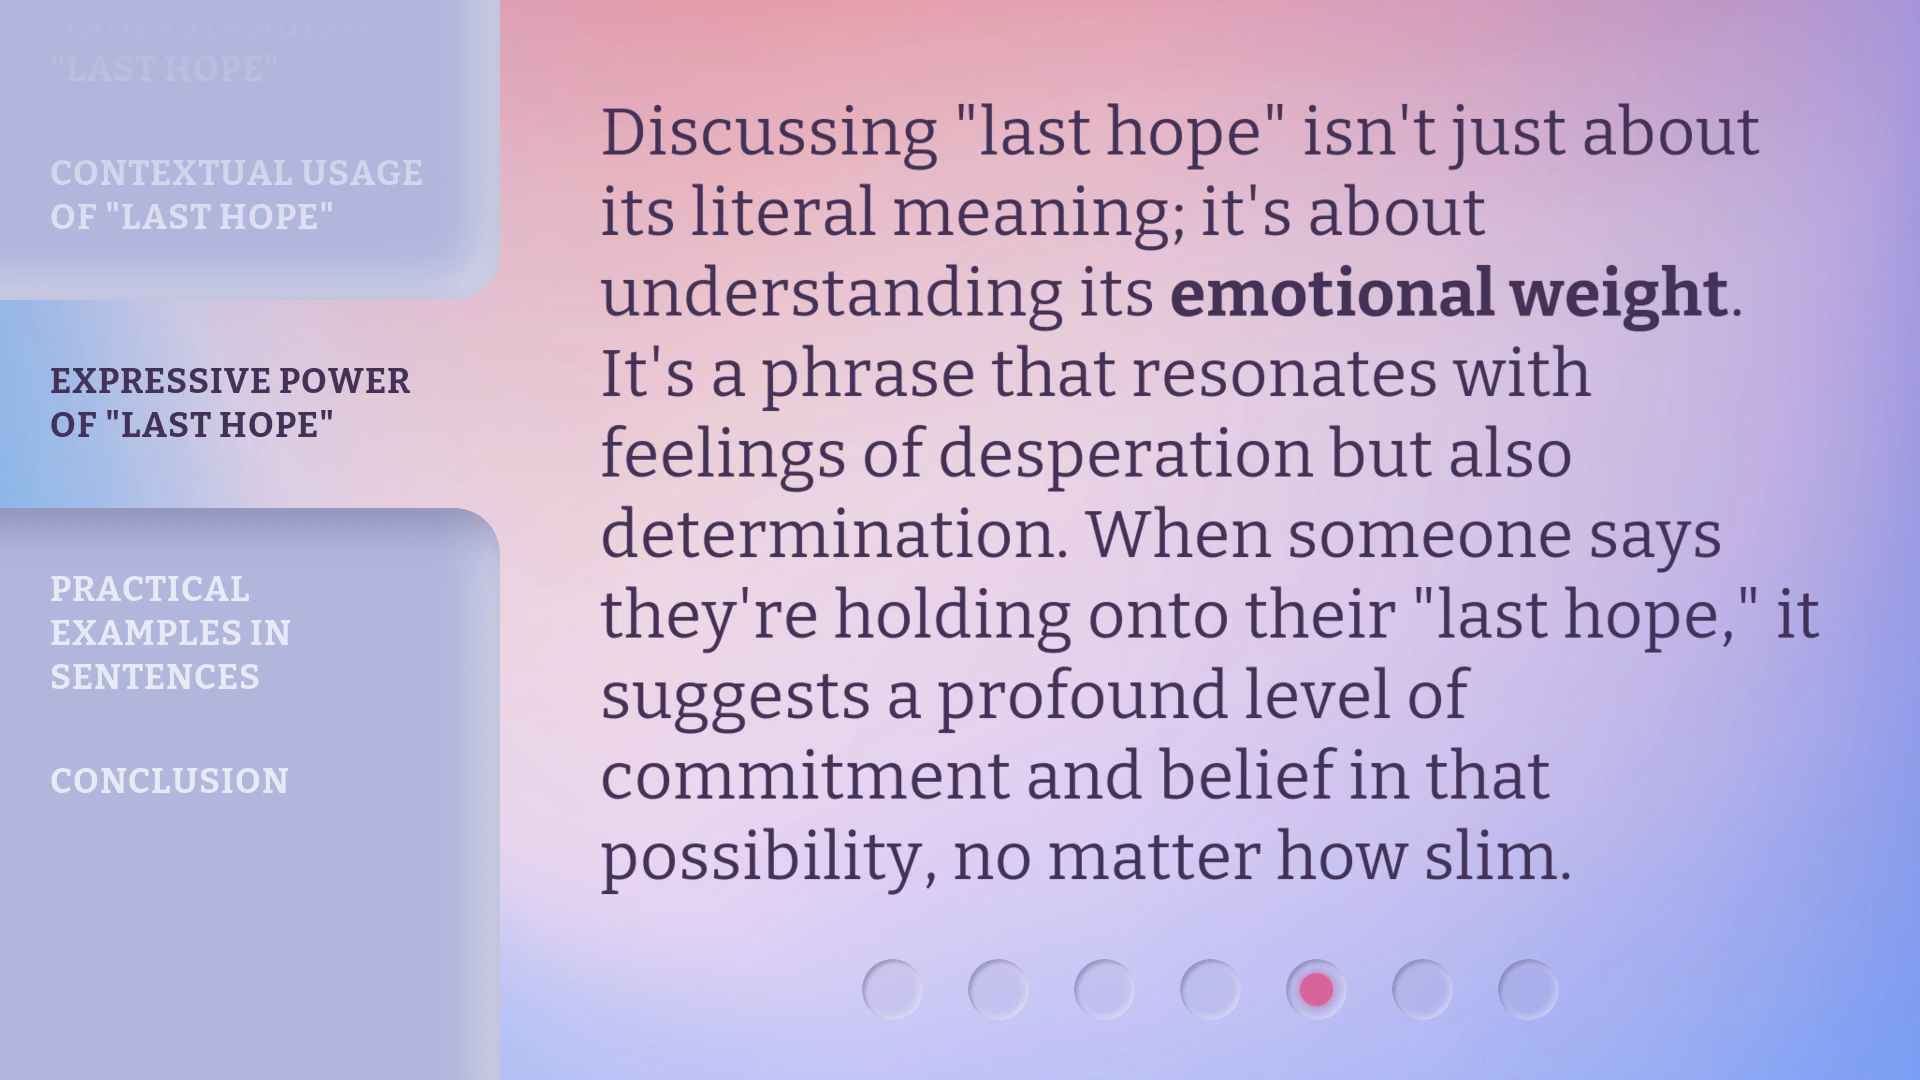 UNDERSTANDING
"LAST HOPE"
CONTEXTUAL USAGE
OF "LAST HOPE"
EXPRESSIVE POWER
OF "LAST HOPE"
PRACTICAL
EXAMPLES IN
SENTENCES
CONCLUSION
Discussing "last hope" isn't just about
its literal meaning; it's about
understanding its emotional weight.
It's a phrase that resonates with
feelings of desperation but also
determination. When someone says
they're holding onto their "last hope," it
suggests a profound level of
commitment and belief in that
possibility, no matter how slim.